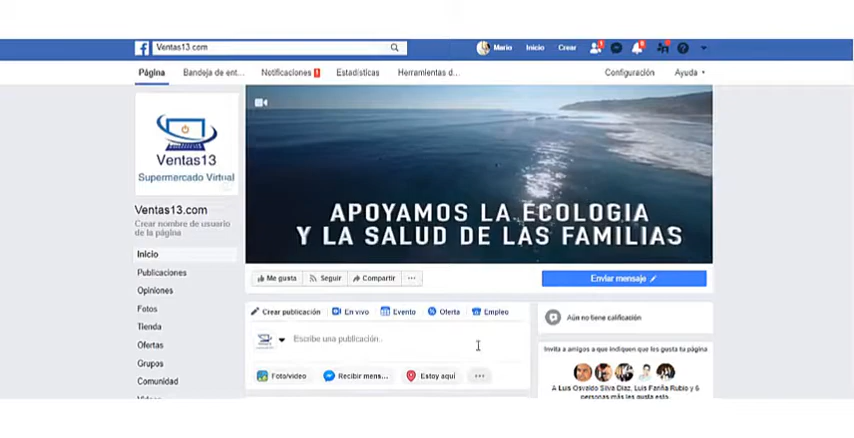 Ventas13.com
Mario Inicio Crear
Página Bandeja de ent... Notificaciones Estadísticas Herramientas d... Configuración Ayuda
Ventas13
Supermercado Virtual
APOYAMOS LA ECOLOGIA
Y LA SALUD DE LAS FAMILIAS
Ventas13.com
Crear nombre de usuario
de la página
Inicio
Publicaciones
Opiniones
Fotos
Tienda
Ofertas
Grupos
Comunidad
Me gusta Seguir Compartir ... Enviar mensaje
Crear publicación En vivo Evento Oferta Empleo
Escribe una publicación..
Foto/video Recibir mens... Estoy aquí ...
Aún no tiene calificación
Invita a amigos a que indiquen que les gusta tu página
A Luis Osvaldo Silva Diaz, Luis Fariña Rubio y 6
personas más les gusta esto.